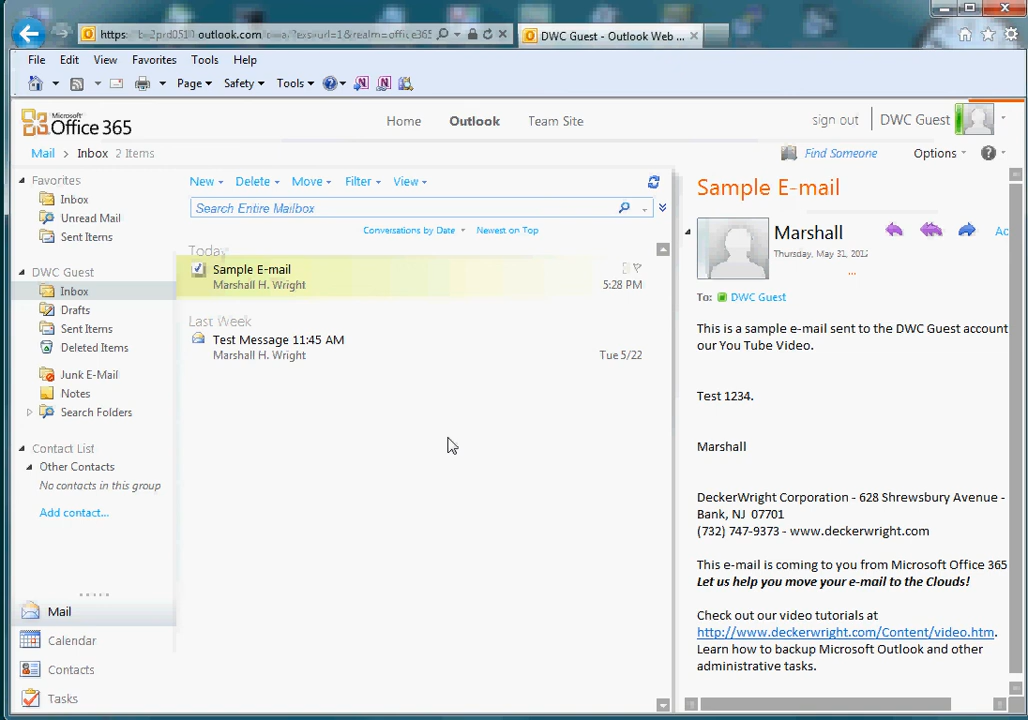 outlook.com
DWC Guest - Outlook Web ...
File Edit View Favorites Tools Help
Page Safety Tools
Microsoft
Office 365
Home Outlook Team Site
sign out DWC Guest
Mail > Inbox 2 Items
Find Someone Options
Favorites
Inbox
Unread Mail
Sent Items
DWC Guest
Inbox
Drafts
Sent Items
Deleted Items
Junk E-Mail
Notes
Search Folders
Contact List
Other Contacts
No contacts in this group
Add contact...
Mail
Calendar
Contacts
Tasks
New Delete Move Filter View
Search Entire Mailbox
Conversations by Date Newest on Top
Today
Sample E-mail
Marshall H. Wright 5:28 PM
Last Week
Test Message 11:45 AM
Marshall H. Wright Tue 5/22
Sample E-mail
Marshall
Thursday, May 31, 2012
...
To: DWC Guest
This is a sample e-mail sent to the DWC Guest account
our You Tube Video.
Test 1234.
Marshall
DeckerWright Corporation - 628 Shrewsbury Avenue -
Bank, NJ 07701
(732) 747-9373 - www.deckerwright.com
This e-mail is coming to you from Microsoft Office 365
Let us help you move your e-mail to the Clouds!
Check out our video tutorials at
http://www.deckerwright.com/Content/video.htm.
Learn how to backup Microsoft Outlook and other
administrative tasks.